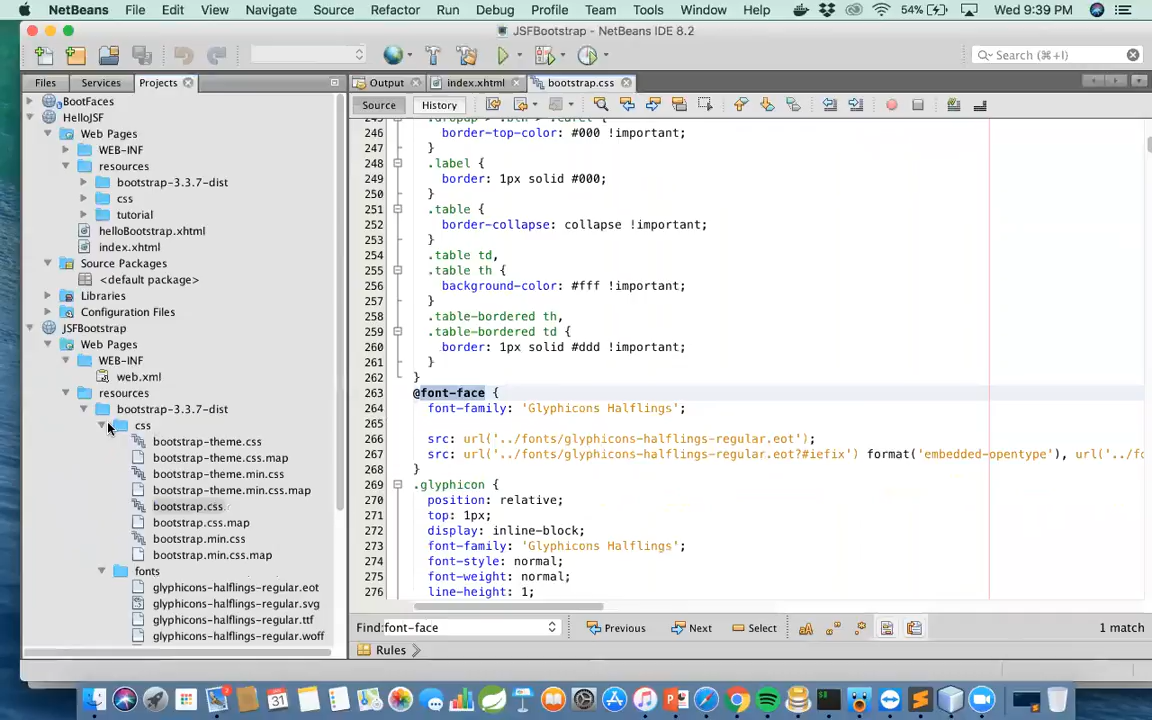 NetBeans File Edit View Navigate Source Refactor Run Debug Profile Team Tools Window Help 54% Wed 9:39 PM
JSFBootstrap - NetBeans IDE 8.2
Search (⌘+I)
Files Services Projects
Output index.xhtml bootstrap.css
Source History
BootFaces
HelloJSF
Web Pages
WEB-INF
resources
bootstrap-3.3.7-dist
css
tutorial
helloBootstrap.xhtml
index.xhtml
Source Packages
<default package>
Libraries
Configuration Files
JSFBootstrap
Web Pages
WEB-INF
web.xml
resources
bootstrap-3.3.7-dist
css
bootstrap-theme.css
bootstrap-theme.css.map
bootstrap-theme.min.css
bootstrap-theme.min.css.map
bootstrap.css
bootstrap.css.map
bootstrap.min.css
bootstrap.min.css.map
fonts
glyphicons-halflings-regular.eot
glyphicons-halflings-regular.svg
glyphicons-halflings-regular.ttf
glyphicons-halflings-regular.woff
246 border-top-color: #000 !important;
247 }
248 .label {
249 border: 1px solid #000;
250 }
251 .table {
252 border-collapse: collapse !important;
253 }
254 .table td,
255 .table th {
256 background-color: #fff !important;
257 }
258 .table-bordered th,
259 .table-bordered td {
260 border: 1px solid #ddd !important;
261 }
262 }
263 @font-face {
264 font-family: 'Glyphicons Halflings';
265
266 src: url('../fonts/glyphicons-halflings-regular.eot');
267 src: url('../fonts/glyphicons-halflings-regular.eot?#iefix') format('embedded-opentype'), url('../fo
268 }
269 .glyphicon {
270 position: relative;
271 top: 1px;
272 display: inline-block;
273 font-family: 'Glyphicons Halflings';
274 font-style: normal;
275 font-weight: normal;
276 line-height: 1;
Find: font-face Previous Next Select 1 match
Rules